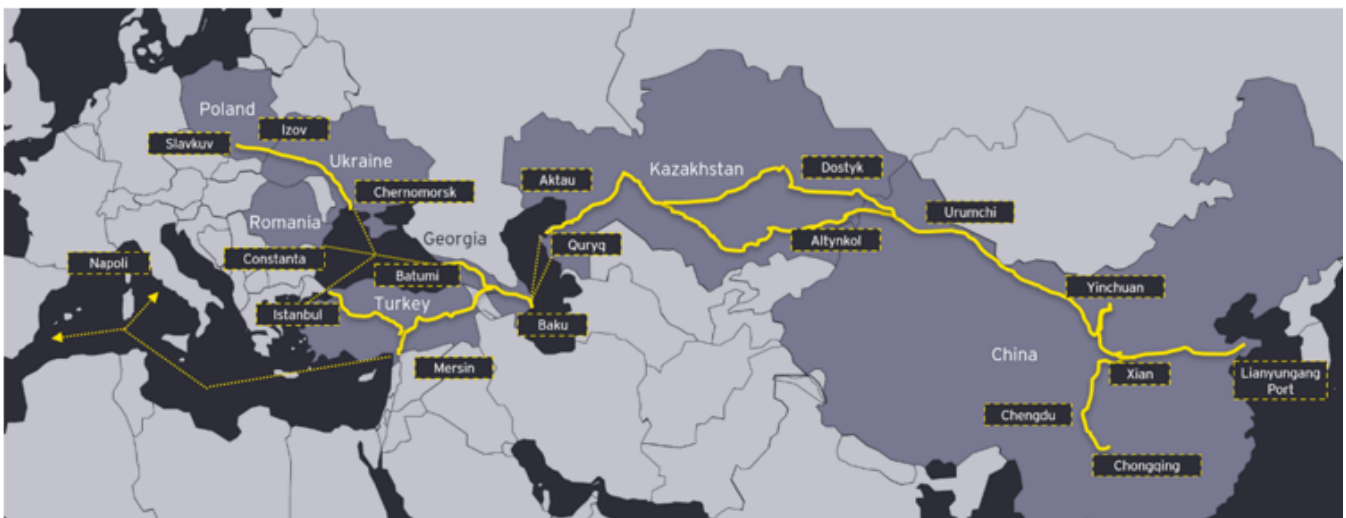 Poland
Izov
Slavkuv
Ukraine
Kazakhstan
Dostyk
Aktau
Chernomorsk
Urumchi
Romania
Georgia
Altynkol
Quryq
Constanta
Napoli
Batumi
Yinchuan
Turkey
Istanbul
Baku
China
Mersin
Xian
Lianyungang
Port
Chengdu
Chongqing